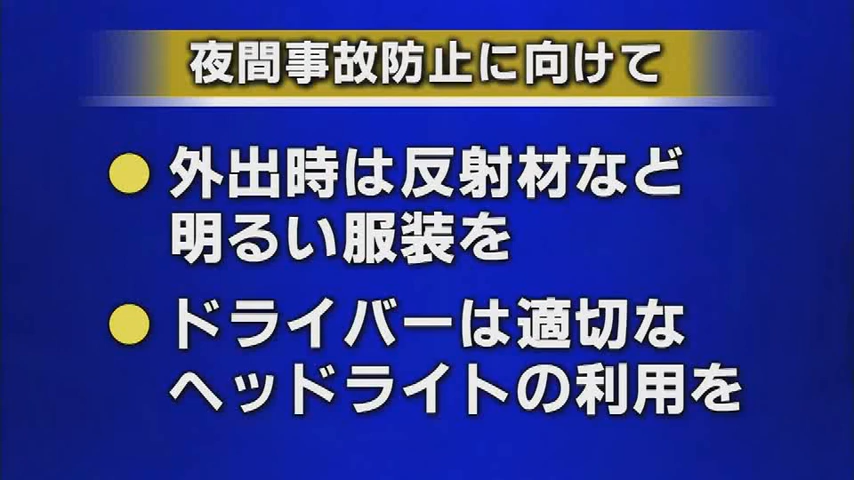 夜間事故防止に向けて
外出時は反射材など
明るい服装を
ドライバーは適切な
ヘッドライトの利用を